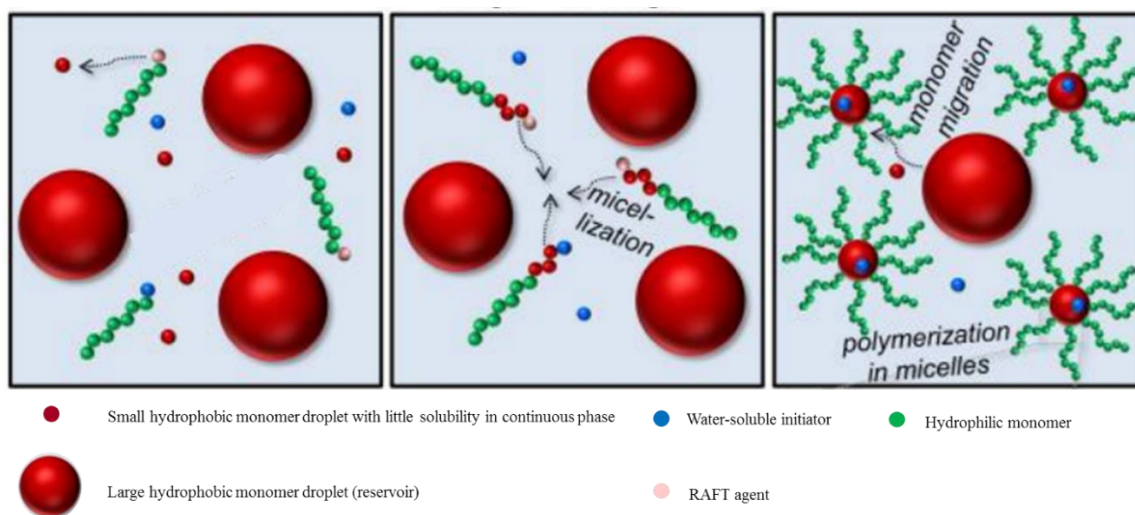 monomer
migration
micel-
lization
polymerization
in micelles
Small hydrophobic monomer droplet with little solubility in continuous phase
Water-soluble initiator
Hydrophilic monomer
Large hydrophobic monomer droplet (reservoir)
RAFT agent